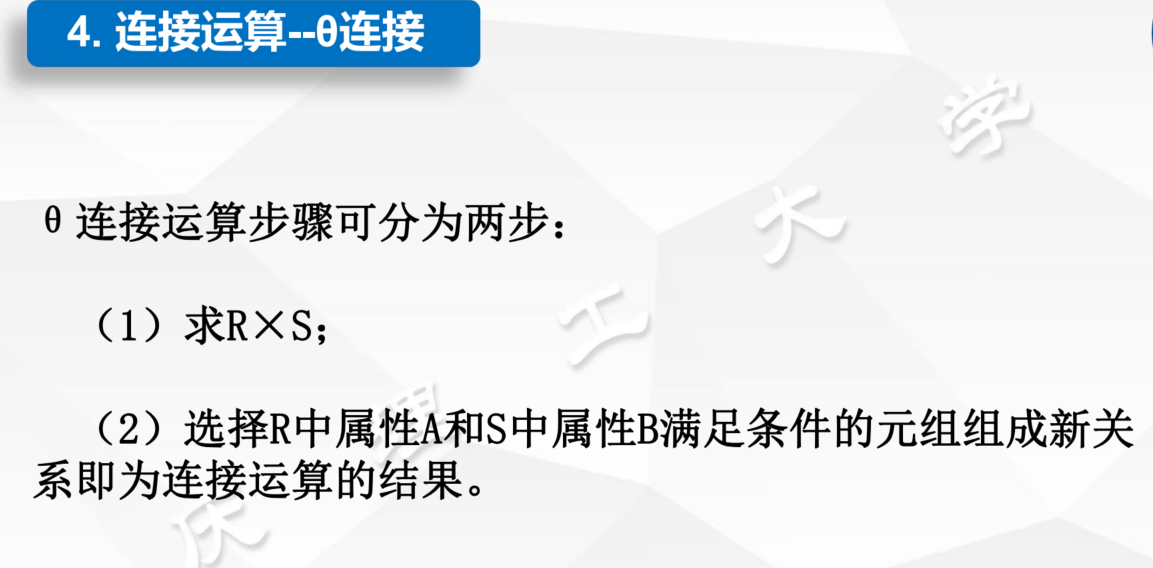 4. 连接运算--θ连接
θ 连接运算步骤可分为两步：
（1）求R×S;
（2）选择R中属性A和S中属性B满足条件的元组组成新关
系即为连接运算的结果。
学
大
工
理
庆